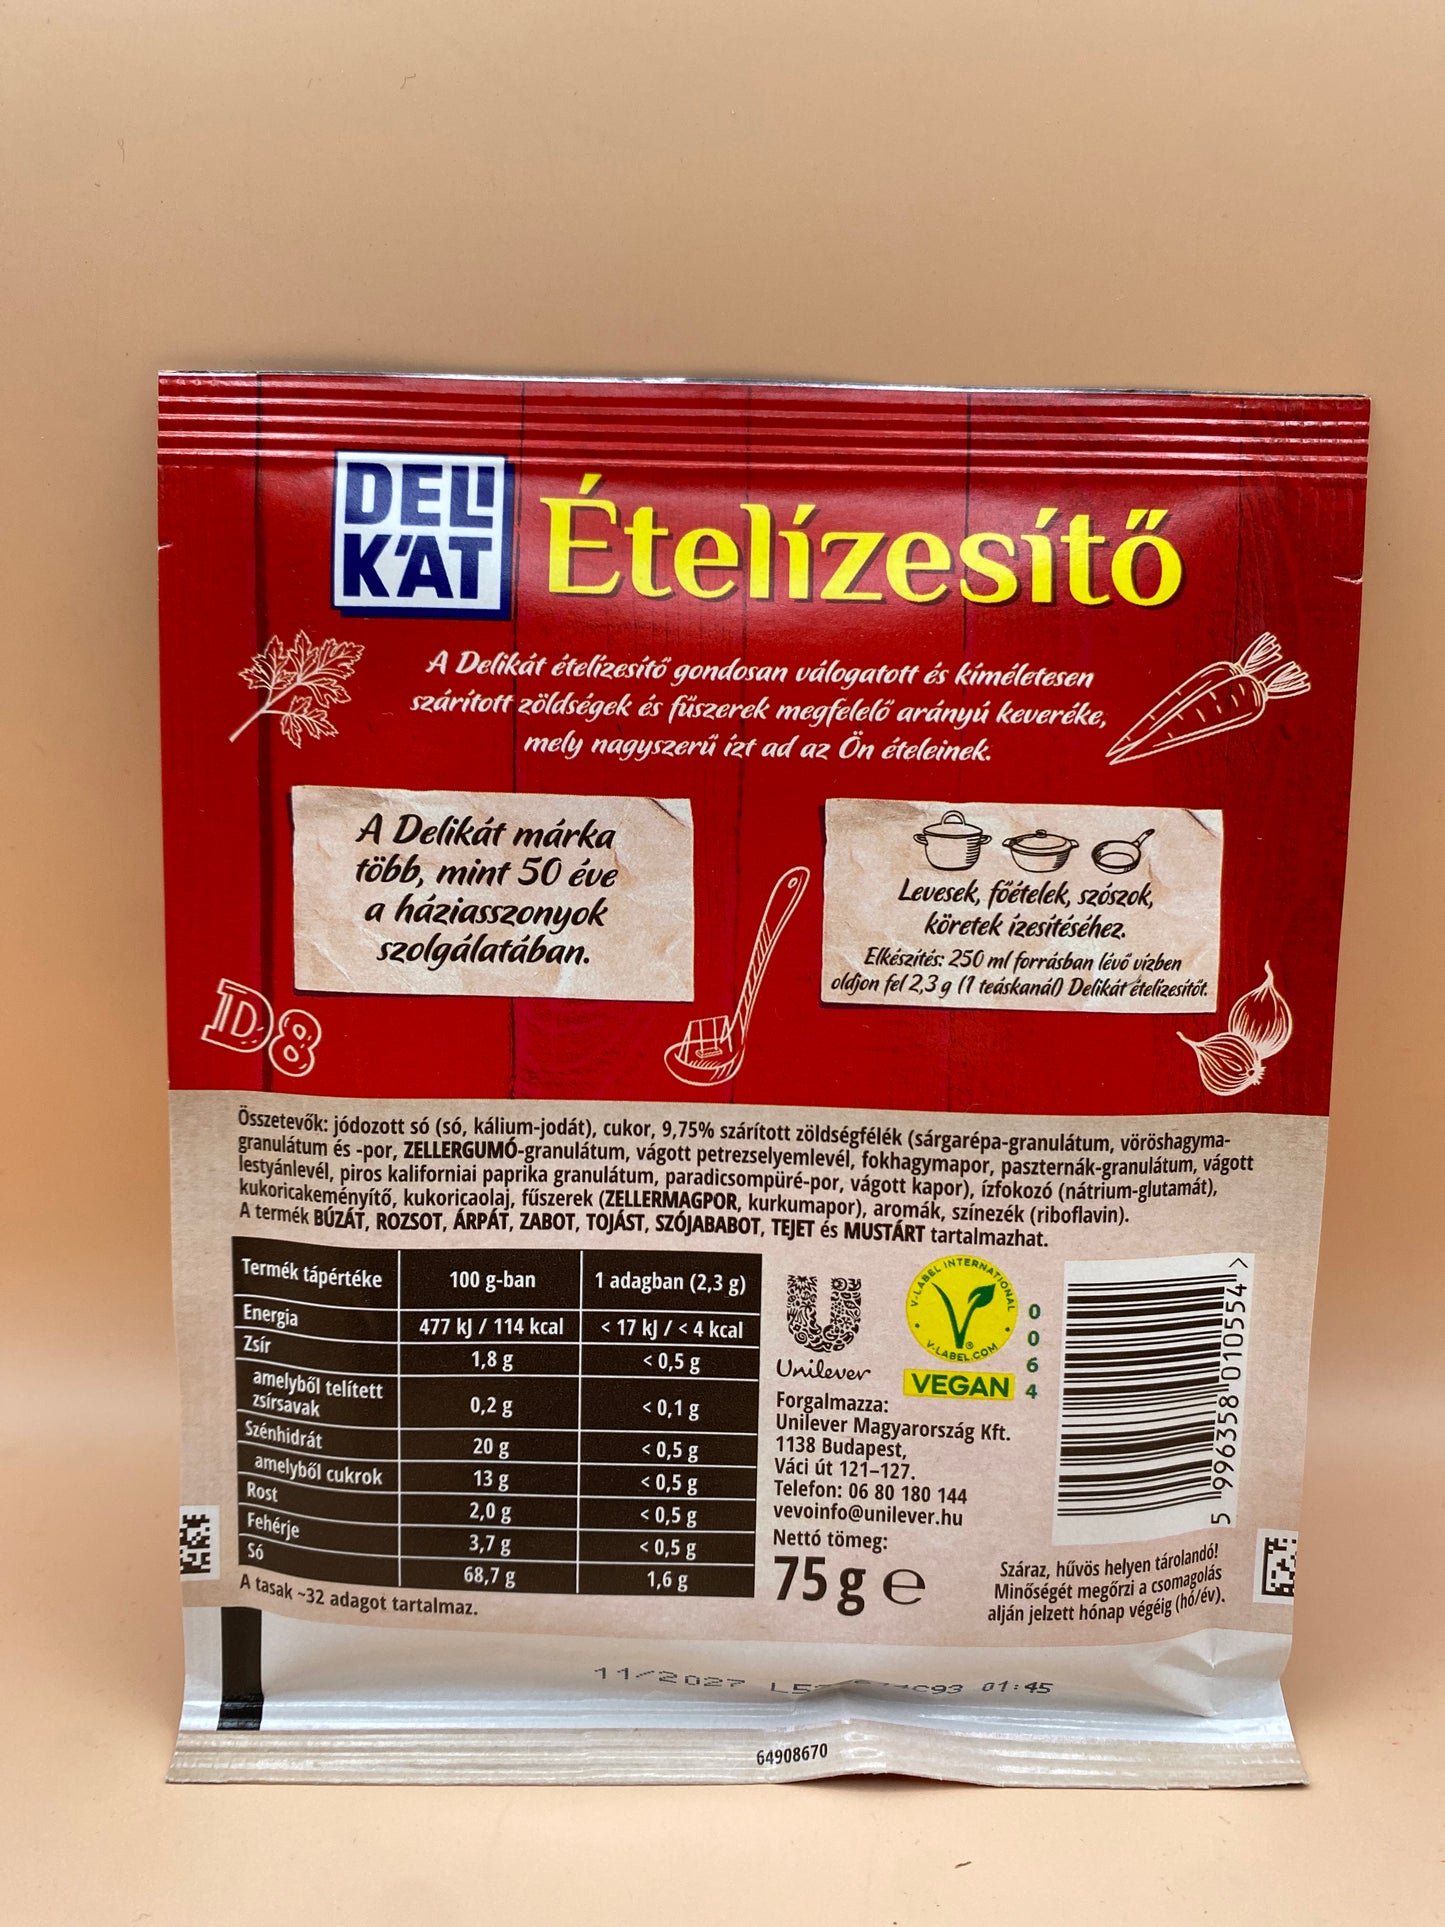 DELI
K'AT
Ételízesítő
A Delikát ételízesítő gondosan válogatott és kíméletesen
szárított zöldségek és fűszerek megfelelő arányú keveréke,
mely nagyszerű ízt ad az Ön ételeinek.
A Delikát márka
több, mint 50 éve
a háziasszonyok
szolgálatában.
Levesek, főételek, szószok,
köretek ízesítéséhez.
Elkészítés: 250 ml forrásban lévő vízben
oldjon fel 2,3 g (1 teáskanál) Delikát ételízesítőt.
D8
Összetevők: jódozott só (só, kálium-jodát), cukor, 9,75% szárított zöldségfélék (sárgarépa-granulátum, vöröshagyma-
granulátum és -por, ZELLERGUMÓ-granulátum, vágott petrezselyemlevél, fokhagymapor, paszternák-granulátum, vágott
lestyánlevél, piros kaliforniai paprika granulátum, paradicsompüré-por, vágott kapor), ízfokozó (nátrium-glutamát),
kukoricakeményítő, kukoricaolaj, fűszerek (ZELLERMAGPOR, kurkumapor), aromák, színezék (riboflavin).
A termék BÚZÁT, ROZSOT, ÁRPÁT, ZABOT, TOJÁST, SZÓJABABOT, TEJET és MUSTÁRT tartalmazhat.
Termék tápértéke 100 g-ban 1 adagban (2,3 g)
Energia 477 kJ / 114 kcal < 17 kJ / < 4 kcal
Zsír 1,8 g < 0,5 g
amelyből telített
zsírsavak 0,2 g < 0,1 g
Szénhidrát 20 g < 0,5 g
amelyből cukrok 13 g < 0,5 g
Rost 2,0 g < 0,5 g
Fehérje 3,7 g < 0,5 g
Só 68,7 g 1,6 g
A tasak ~32 adagot tartalmaz.
Unilever
V-LABEL INTERNATIONAL
V-LABEL.COM
VEGAN
0
0
6
4
Forgalmazza:
Unilever Magyarország Kft.
1138 Budapest,
Váci út 121–127.
Telefon: 06 80 180 144
vevoinfo@unilever.hu
Nettó tömeg:
75 g e
5 996358 010554 >
Száraz, hűvös helyen tárolandó!
Minőségét megőrzi a csomagolás
alján jelzett hónap végéig (hó/év).
11/2027 01:45
64908670